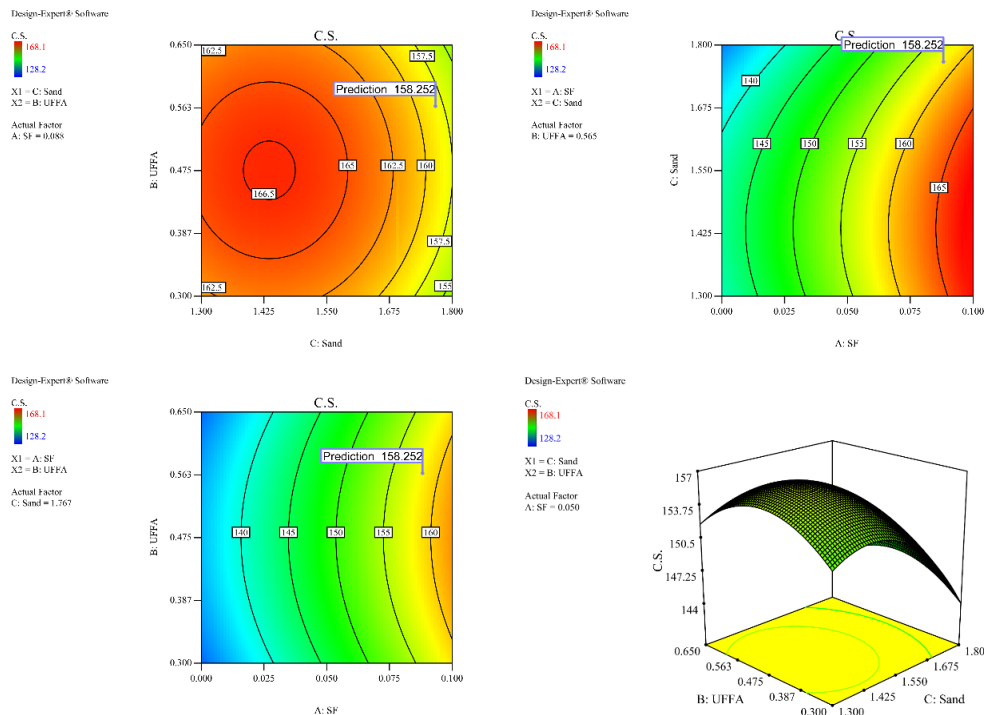 Design-Expert® Software
C.S.
168.1
128.2
X1 = C: Sand
X2 = B: UFFA
Actual Factor
A: SF = 0.088
C.S.
B: UFFA
0.650
0.563
0.475
0.387
0.300
162.5
157.5
Prediction 158.252
165
162.5
160
166.5
157.5
162.5
155
1.300
1.425
1.550
1.675
1.800
C: Sand
Design-Expert® Software
C.S.
168.1
128.2
X1 = A: SF
X2 = C: Sand
Actual Factor
B: UFFA = 0.565
C.S.
C: Sand
1.800
1.675
1.550
1.425
1.300
Prediction 158.252
140
145
150
155
160
165
0.000
0.025
0.050
0.075
0.100
A: SF
Design-Expert® Software
C.S.
168.1
128.2
X1 = A: SF
X2 = B: UFFA
Actual Factor
C: Sand = 1.767
C.S.
B: UFFA
0.650
0.563
0.475
0.387
0.300
Prediction 158.252
140
145
150
155
160
0.000
0.025
0.050
0.075
0.100
A: SF
Design-Expert® Software
C.S.
168.1
128.2
X1 = C: Sand
X2 = B: UFFA
Actual Factor
A: SF = 0.050
C.S.
157
153.75
150.5
147.25
144
0.650
0.563
0.475
0.387
0.300
B: UFFA
1.300
1.425
1.550
1.675
1.80
C: Sand